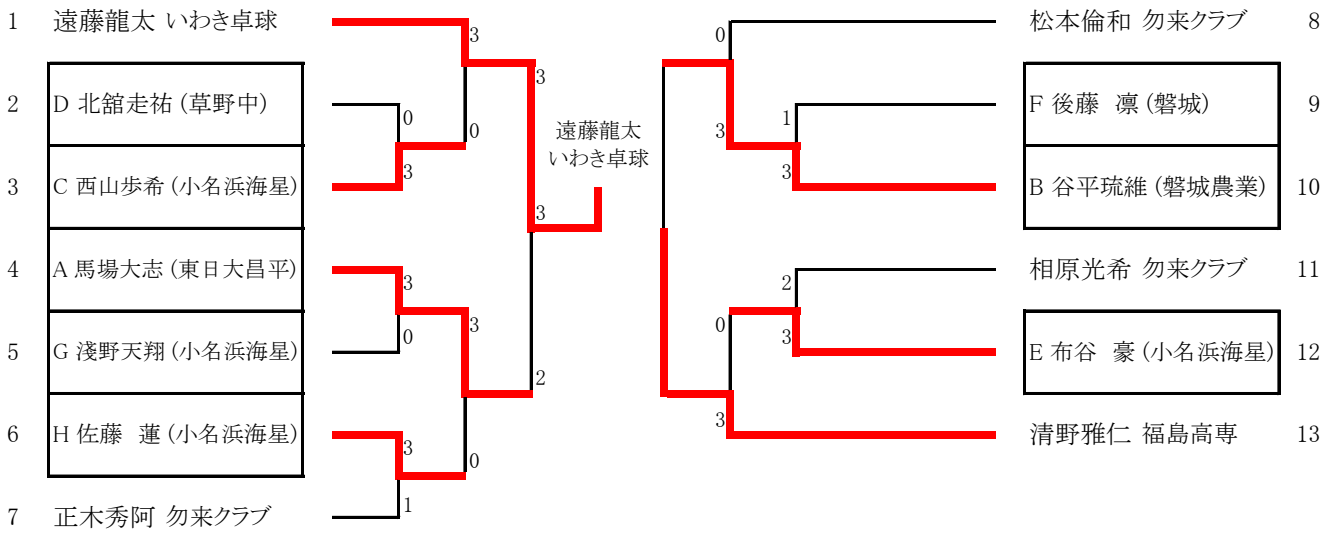 1 遠藤龍太 いわき卓球
2 D 北舘走祐 (草野中)
3 C 西山歩希 (小名浜海星)
4 A 馬場大志 (東日大昌平)
5 G 淺野天翔 (小名浜海星)
6 H 佐藤 蓮 (小名浜海星)
7 正木秀阿 勿来クラブ
3
0
3
0
3
0
3
1
3
0
3
3
2
遠藤龍太
いわき卓球
0
3
1
3
2
0
3
3
松本倫和 勿来クラブ 8
F 後藤 凛 (磐城) 9
B 谷平琉維 (磐城農業) 10
相原光希 勿来クラブ 11
E 布谷 豪 (小名浜海星) 12
清野雅仁 福島高専 13